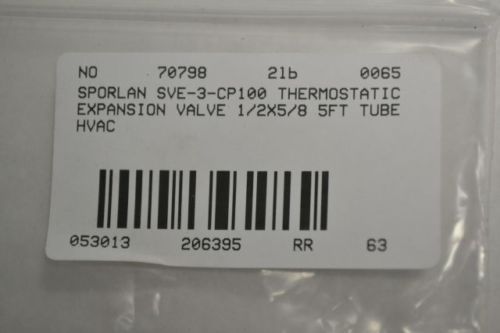 NO 70798 2lb 0065
SPORLAN SVE-3-CP100 THERMOSTATIC
EXPANSION VALVE 1/2X5/8 5FT TUBE
HVAC
053013 206395 RR 63